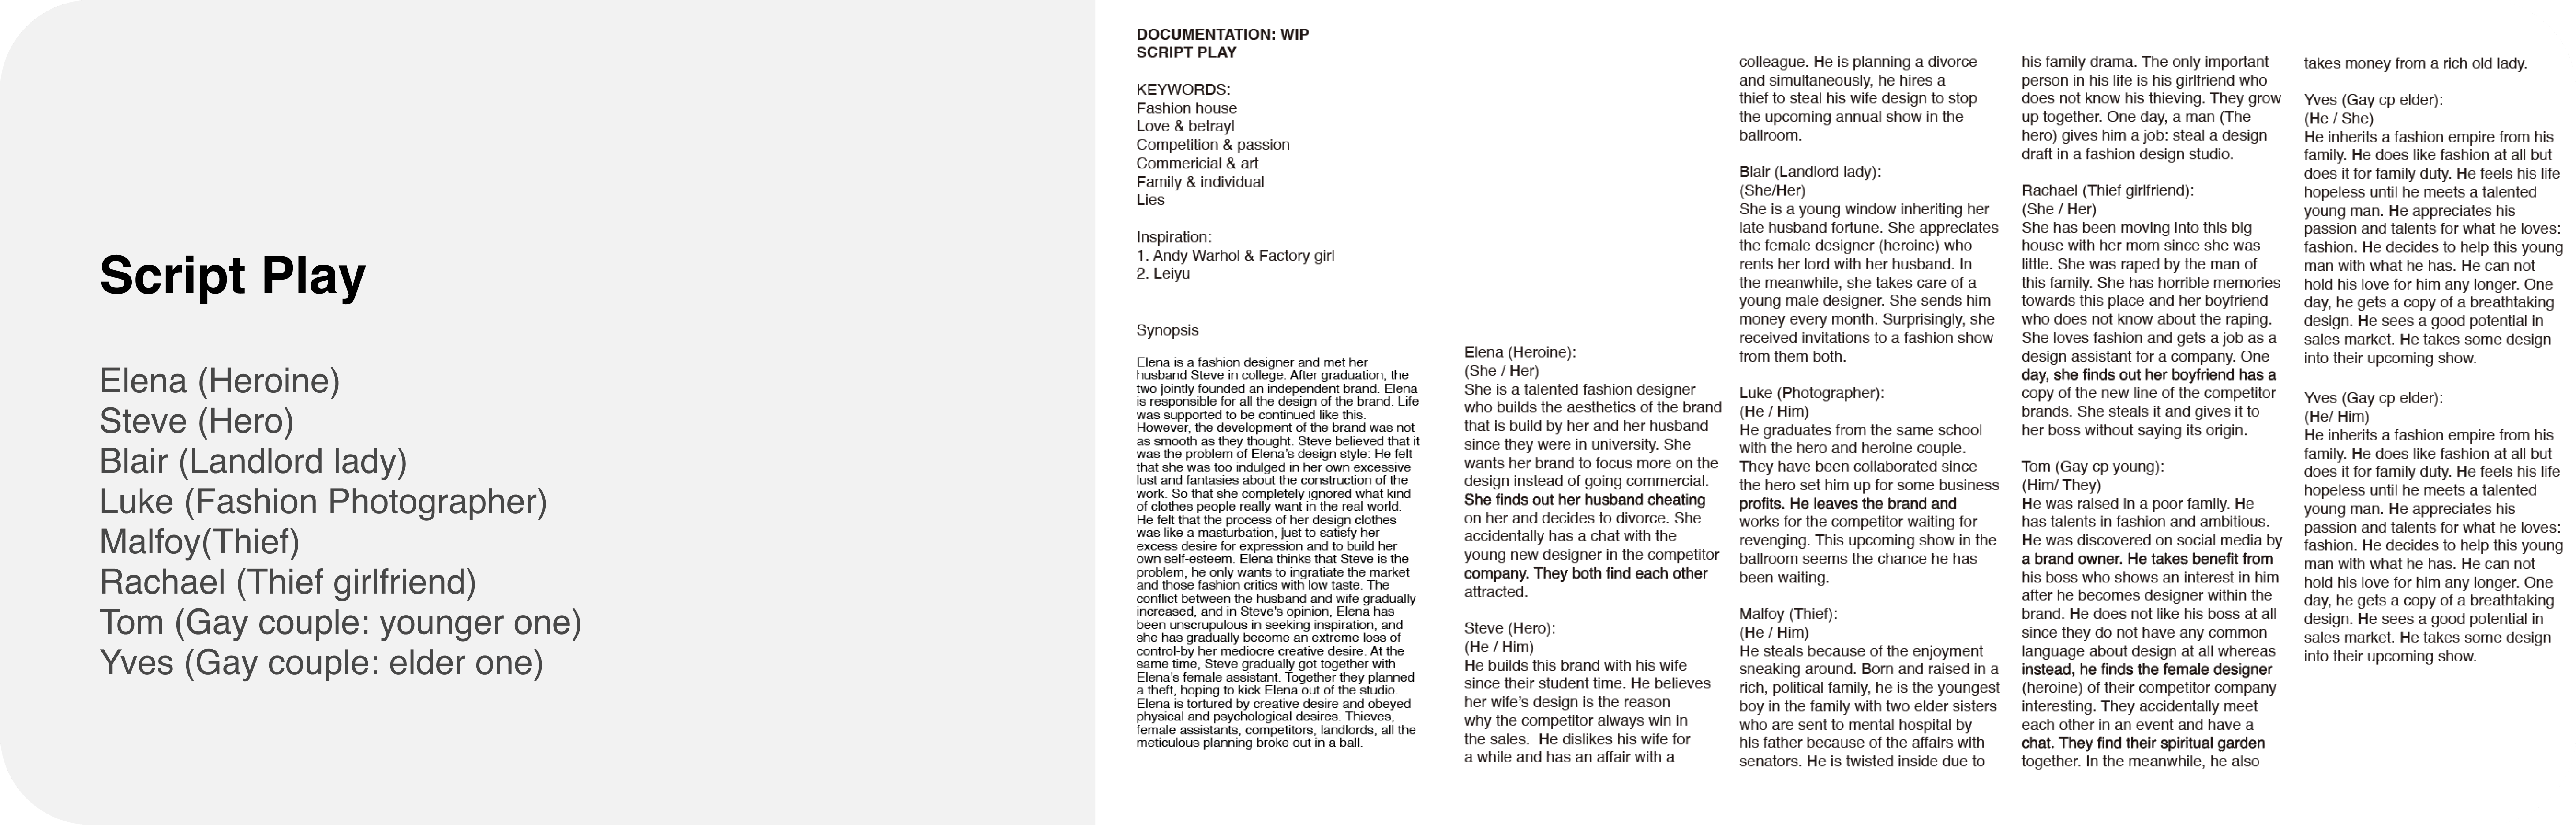 Script Play
Elena (Heroine)
Steve (Hero)
Blair (Landlord lady)
Luke (Fashion Photographer)
Malfoy(Thief)
Rachael (Thief girlfriend)
Tom (Gay couple: younger one)
Yves (Gay couple: elder one)
DOCUMENTATION: WIP
SCRIPT PLAY
KEYWORDS:
Fashion house
Love & betrayl
Competition & passion
Commericial & art
Family & individual
Lies
Inspiration:
1. Andy Warhol & Factory girl
2. Leiyu
Synopsis
Elena is a fashion designer and met her
husband Steve in college. After graduation, the
two jointly founded an independent brand. Elena
is responsible for all the design of the brand. Life
was supported to be continued like this.
However, the development of the brand was not
as smooth as they thought. Steve believed that it
was the problem of Elena's design style: He felt
that she was too indulged in her own excessive
lust and fantasies about the construction of the
work. So that she completely ignored what kind
of clothes people really want in the real world.
He felt that the process of her design clothes
was like a masturbation, just to satisfy her
excess desire for expression and to build her
own self-esteem. Elena thinks that Steve is the
problem, he only wants to ingratiate the market
and those fashion critics with low taste. The
conflict between the husband and wife gradually
increased, and in Steve's opinion, Elena has
been unscrupulous in seeking inspiration, and
she has gradually become an extreme loss of
control-by her mediocre creative desire. At the
same time, Steve gradually got together with
Elena's female assistant. Together they planned
a theft, hoping to kick Elena out of the studio.
Elena is tortured by creative desire and obeyed
physical and psychological desires. Thieves,
female assistants, competitors, landlords, all the
meticulous planning broke out in a ball.
Elena (Heroine):
(She / Her)
She is a talented fashion designer
who builds the aesthetics of the brand
that is build by her and her husband
since they were in university. She
wants her brand to focus more on the
design instead of going commercial.
She finds out her husband cheating
on her and decides to divorce. She
accidentally has a chat with the
young new designer in the competitor
company. They both find each other
attracted.
Steve (Hero):
(He / Him)
He builds this brand with his wife
since their student time. He believes
her wife's design is the reason
why the competitor always win in
the sales.  He dislikes his wife for
a while and has an affair with a
colleague. He is planning a divorce
and simultaneously, he hires a
thief to steal his wife design to stop
the upcoming annual show in the
ballroom.
Blair (Landlord lady):
(She/Her)
She is a young window inheriting her
late husband fortune. She appreciates
the female designer (heroine) who
rents her lord with her husband. In
the meanwhile, she takes care of a
young male designer. She sends him
money every month. Surprisingly, she
received invitations to a fashion show
from them both.
Luke (Photographer):
(He / Him)
He graduates from the same school
with the hero and heroine couple.
They have been collaborated since
the hero set him up for some business
profits. He leaves the brand and
works for the competitor waiting for
revenging. This upcoming show in the
ballroom seems the chance he has
been waiting.
Malfoy (Thief):
(He / Him)
He steals because of the enjoyment
sneaking around. Born and raised in a
rich, political family, he is the youngest
boy in the family with two elder sisters
who are sent to mental hospital by
his father because of the affairs with
senators. He is twisted inside due to
his family drama. The only important
person in his life is his girlfriend who
does not know his thieving. They grow
up together. One day, a man (The
hero) gives him a job: steal a design
draft in a fashion design studio.
Rachael (Thief girlfriend):
(She / Her)
She has been moving into this big
house with her mom since she was
little. She was raped by the man of
this family. She has horrible memories
towards this place and her boyfriend
who does not know about the raping.
She loves fashion and gets a job as a
design assistant for a company. One
day, she finds out her boyfriend has a
copy of the new line of the competitor
brands. She steals it and gives it to
her boss without saying its origin.
Tom (Gay cp young):
(Him/ They)
He was raised in a poor family. He
has talents in fashion and ambitious.
He was discovered on social media by
a brand owner. He takes benefit from
his boss who shows an interest in him
after he becomes designer within the
brand. He does not like his boss at all
since they do not have any common
language about design at all whereas
instead, he finds the female designer
(heroine) of their competitor company
interesting. They accidentally meet
each other in an event and have a
chat. They find their spiritual garden
together. In the meanwhile, he also
takes money from a rich old lady.
Yves (Gay cp elder):
(He / She)
He inherits a fashion empire from his
family. He does like fashion at all but
does it for family duty. He feels his life
hopeless until he meets a talented
young man. He appreciates his
passion and talents for what he loves:
fashion. He decides to help this young
man with what he has. He can not
hold his love for him any longer. One
day, he gets a copy of a breathtaking
design. He sees a good potential in
sales market. He takes some design
into their upcoming show.
Yves (Gay cp elder):
(He/ Him)
He inherits a fashion empire from his
family. He does like fashion at all but
does it for family duty. He feels his life
hopeless until he meets a talented
young man. He appreciates his
passion and talents for what he loves:
fashion. He decides to help this young
man with what he has. He can not
hold his love for him any longer. One
day, he gets a copy of a breathtaking
design. He sees a good potential in
sales market. He takes some design
into their upcoming show.